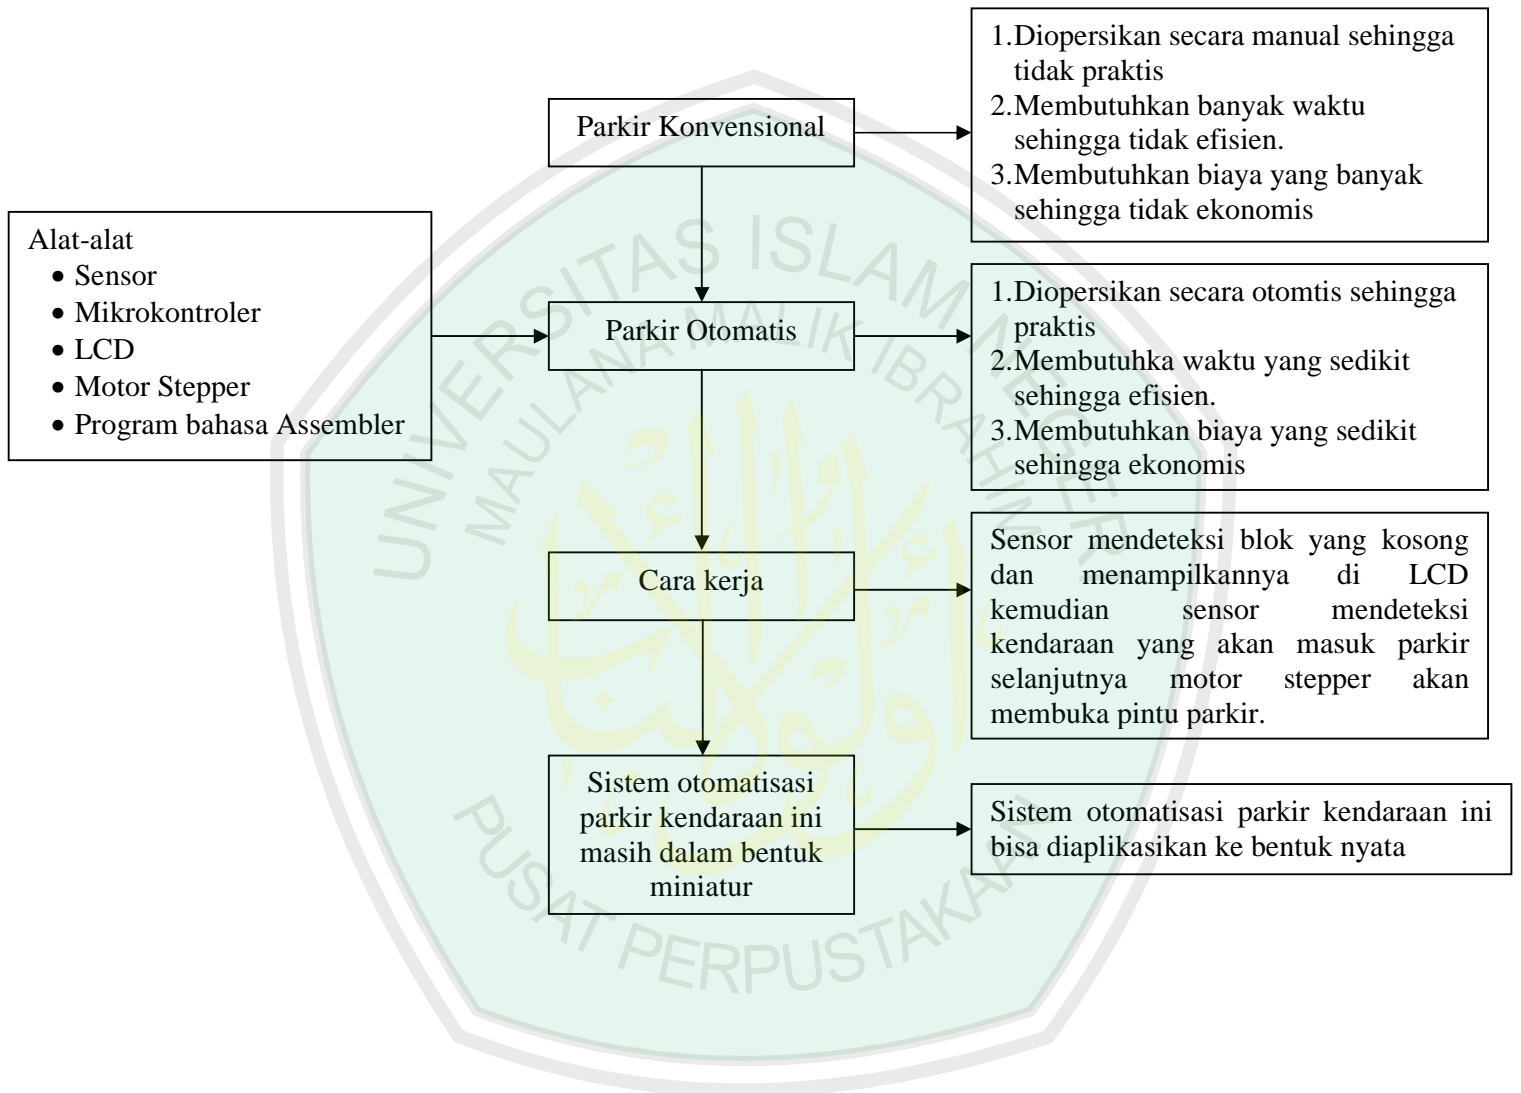 Parkir Konvensional
1.Diopersikan secara manual sehingga
tidak praktis
2.Membutuhkan banyak waktu
sehingga tidak efisien.
3.Membutuhkan biaya yang banyak
sehingga tidak ekonomis
Alat-alat
• Sensor
• Mikrokontroler
• LCD
• Motor Stepper
• Program bahasa Assembler
Parkir Otomatis
1.Diopersikan secara otomtis sehingga
praktis
2.Membutuhka waktu yang sedikit
sehingga efisien.
3.Membutuhkan biaya yang sedikit
sehingga ekonomis
Cara kerja
Sensor mendeteksi blok yang kosong
dan menampilkannya di LCD
kemudian sensor mendeteksi
kendaraan yang akan masuk parkir
selanjutnya motor stepper akan
membuka pintu parkir.
Sistem otomatisasi
parkir kendaraan ini
masih dalam bentuk
miniatur
Sistem otomatisasi parkir kendaraan ini
bisa diaplikasikan ke bentuk nyata
UNIVERSITAS ISLAM NEGERI
MAULANA MALIK IBRAHIM
PUSAT PERPUSTAKAAN